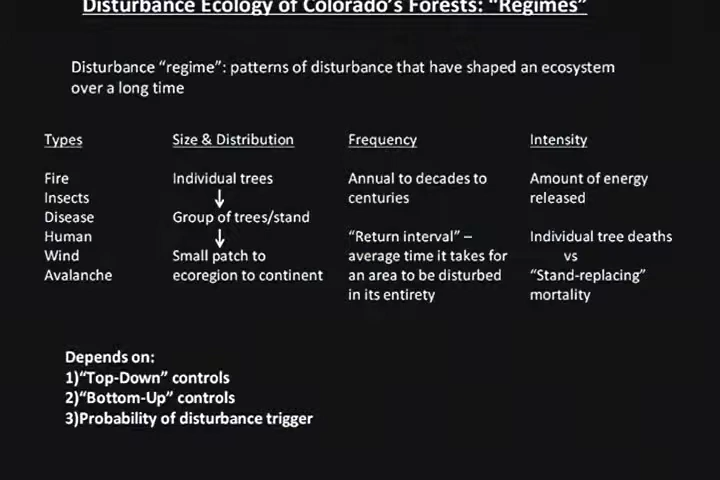 Disturbance Ecology of Colorado's Forests: "Regimes"
Disturbance "regime": patterns of disturbance that have shaped an ecosystem
over a long time
Types
Fire
Insects
Disease
Human
Wind
Avalanche
Size & Distribution
Individual trees
↓
Group of trees/stand
↓
Small patch to
ecoregion to continent
Frequency
Annual to decades to
centuries
"Return interval" –
average time it takes for
an area to be disturbed
in its entirety
Intensity
Amount of energy
released
Individual tree deaths
vs
"Stand-replacing"
mortality
Depends on:
1)"Top-Down" controls
2)"Bottom-Up" controls
3)Probability of disturbance trigger